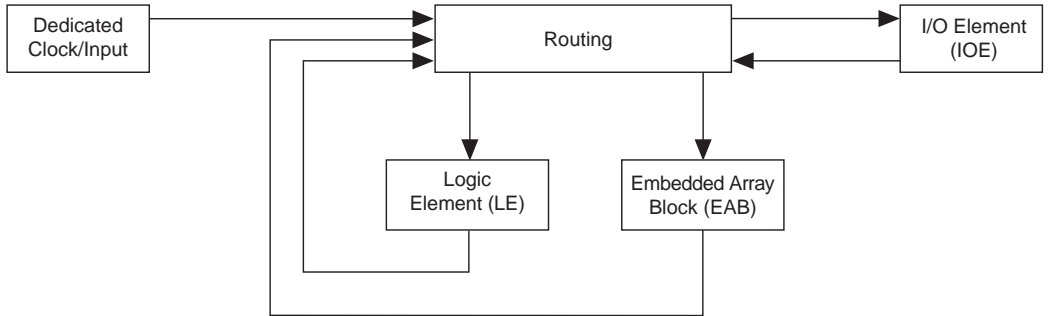 Dedicated
Clock/Input
Routing
I/O Element
(IOE)
Logic
Element (LE)
Embedded Array
Block (EAB)